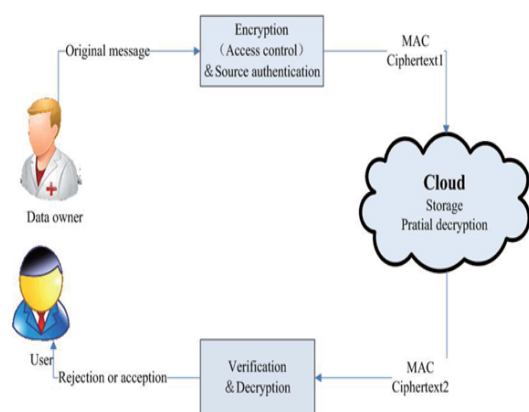 Original message
Encryption
（Access control）
＆Source authentication
MAC
Ciphertext1
Data owner
Cloud
Storage
Pratial decryption
User
Rejection or acception
Verification
＆Decryption
MAC
Ciphertext2